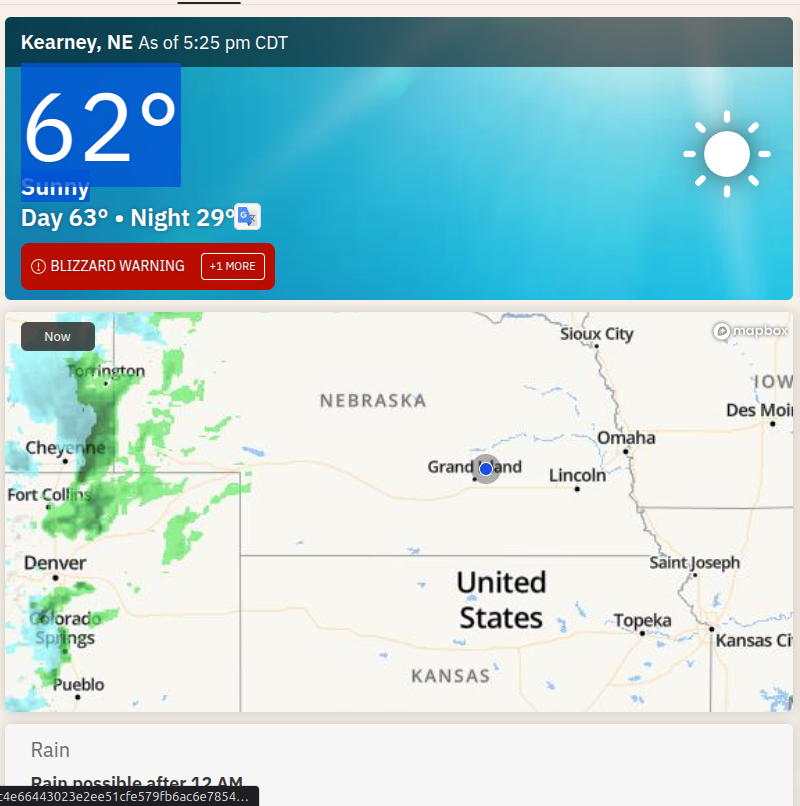 Kearney, NE As of 5:25 pm CDT
62°
Sunny
Day 63° • Night 29°
BLIZZARD WARNING +1 MORE
Now
mapbox
Sioux City
Torrington
NEBRASKA
IOW
Des Moi
Cheyenne
Omaha
Grand Island
Lincoln
Fort Collins
Denver
Saint Joseph
United
States
Colorado
Springs
Topeka
Kansas Ci
KANSAS
Pueblo
Rain
Rain possible after 12 AM
c4e66443023e2ee51cfe579fb6ac6e7854...